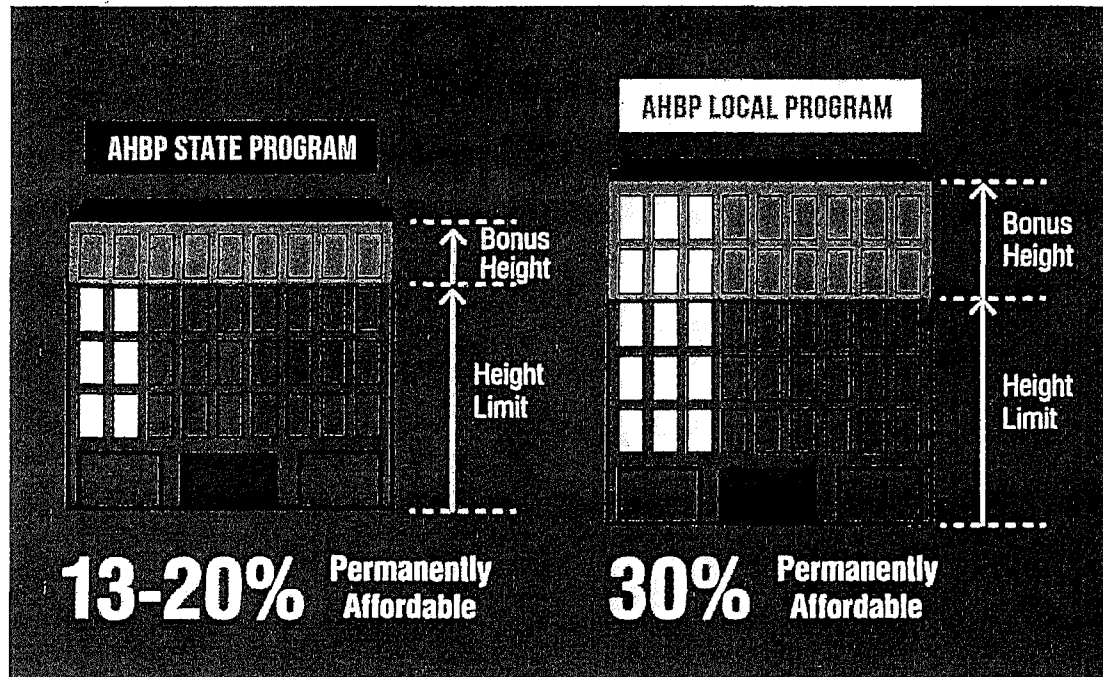 AHBP STATE PROGRAM
Bonus
Height
Height
Limit
13-20%
Permanently
Affordable
AHBP LOCAL PROGRAM
Bonus
Height
Height
Limit
30%
Permanently
Affordable